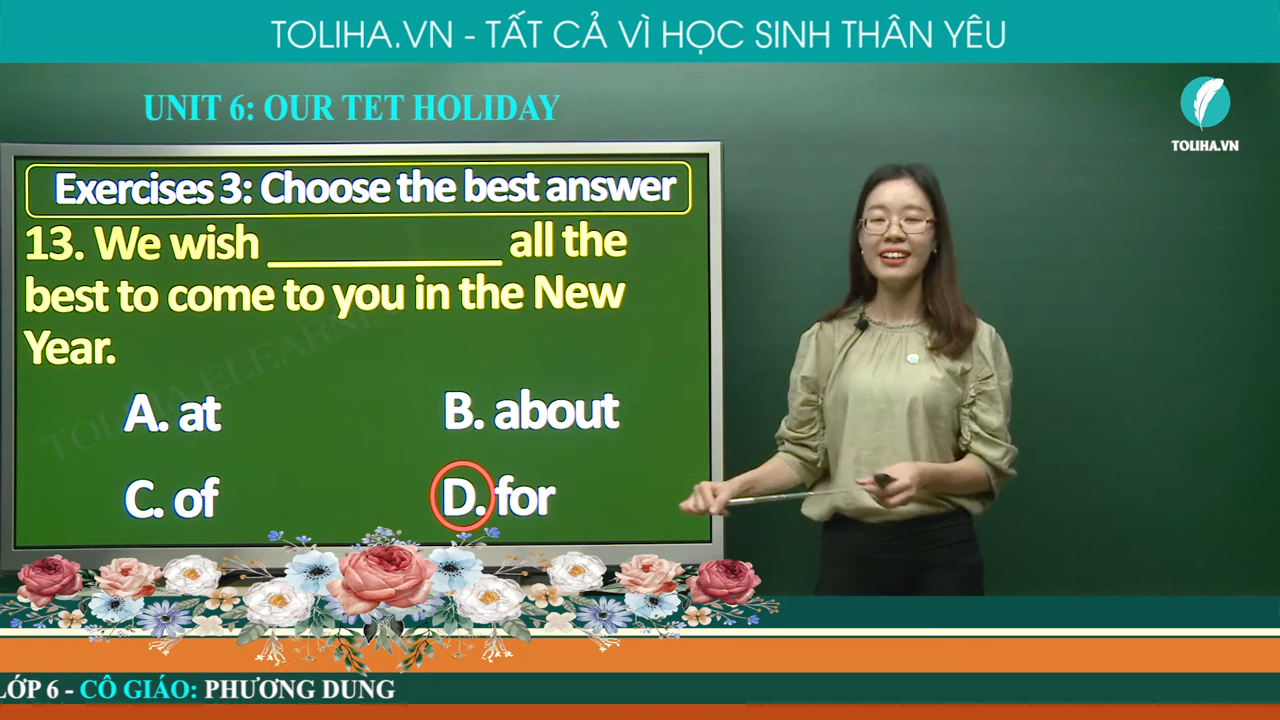 TOLIHA.VN - TẤT CẢ VÌ HỌC SINH THÂN YÊU
UNIT 6: OUR TET HOLIDAY
TOLIHA.VN
Exercises 3: Choose the best answer
13. We wish __________ all the
best to come to you in the New
Year.
A. at
B. about
C. of
D. for
LỚP 6 - CÔ GIÁO: PHƯƠNG DUNG